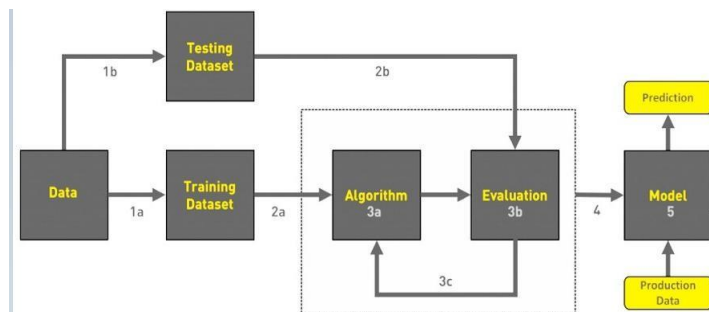 Testing
Dataset
1b
2b
Prediction
Data
1a
Training
Dataset
2a
Algorithm
3a
Evaluation
3b
4
Model
5
3c
Production
Data